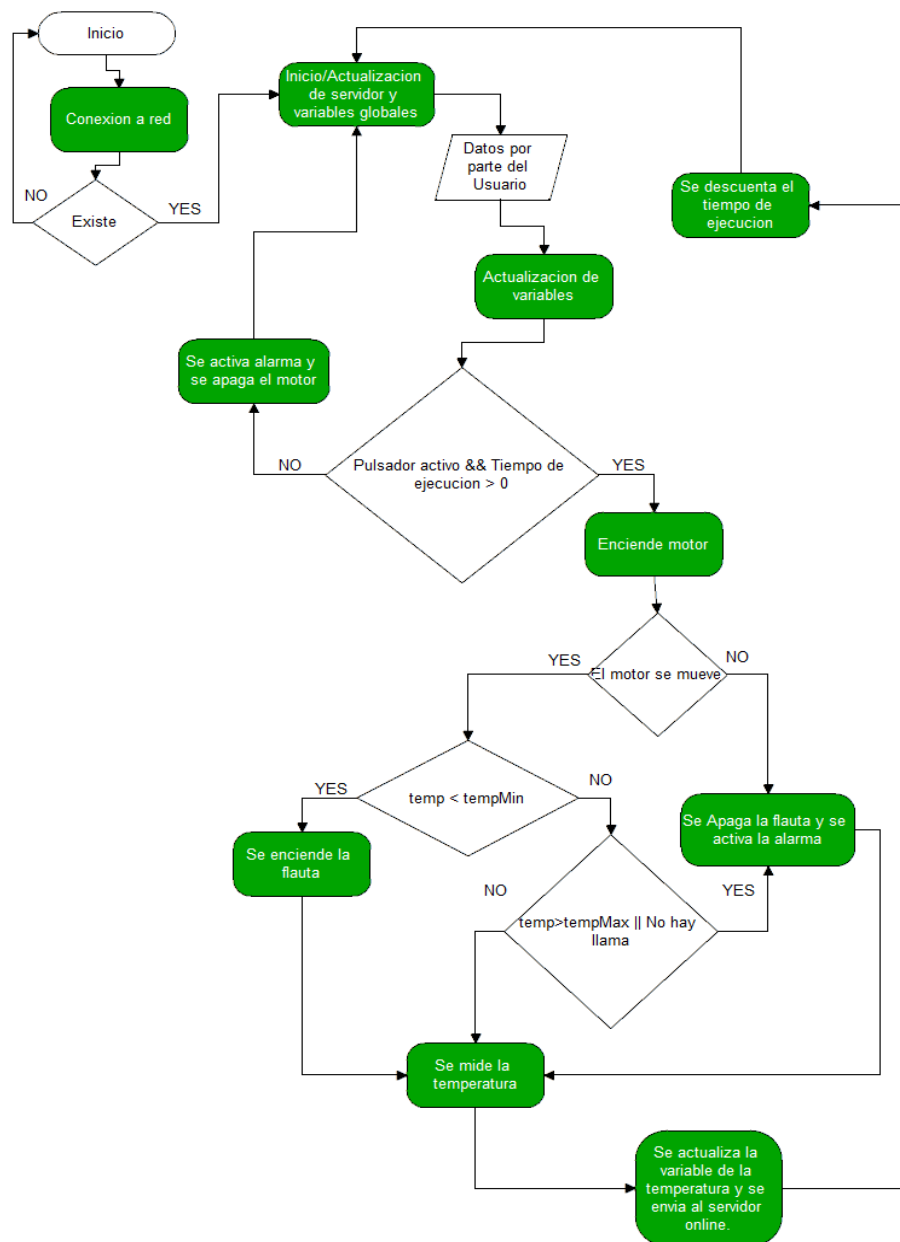 Inicio
Conexion a red
NO
Existe
YES
Inicio/Actualizacion
de servidor y
variables globales
Datos por
parte del
Usuario
Se descuenta el
tiempo de
ejecucion
Actualizacion de
variables
Se activa alarma y
se apaga el motor
NO
Pulsador activo && Tiempo de
ejecucion > 0
YES
Enciende motor
YES
El motor se mueve
NO
YES
temp < tempMin
NO
Se enciende la
flauta
Se Apaga la flauta y se
activa la alarma
NO
temp>tempMax || No hay
llama
YES
Se mide la
temperatura
Se actualiza la
variable de la
temperatura y se
envia al servidor
online.